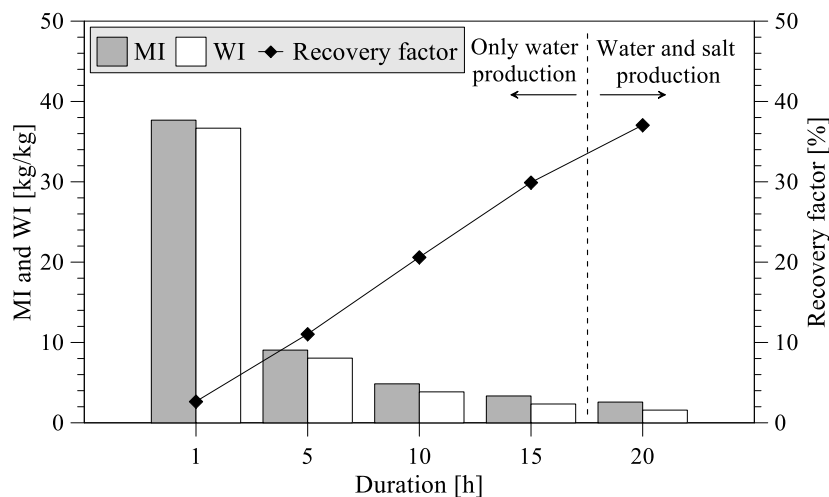 50
40
30
20
10
0
MI and WI [kg/kg]
MI WI Recovery factor
Only water
production
Water and salt
production
50
40
30
20
10
0
Recovery factor [%]
1 5 10 15 20
Duration [h]